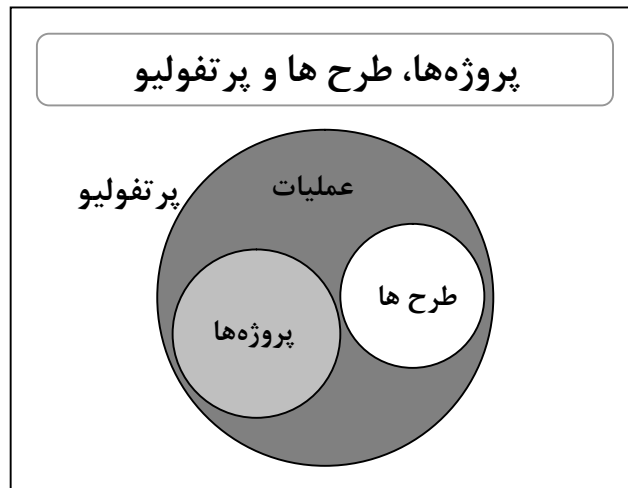 پروژه‌ها، طرح ها و پرتفولیو
عملیات
پرتفولیو
طرح ها
پروژه‌ها